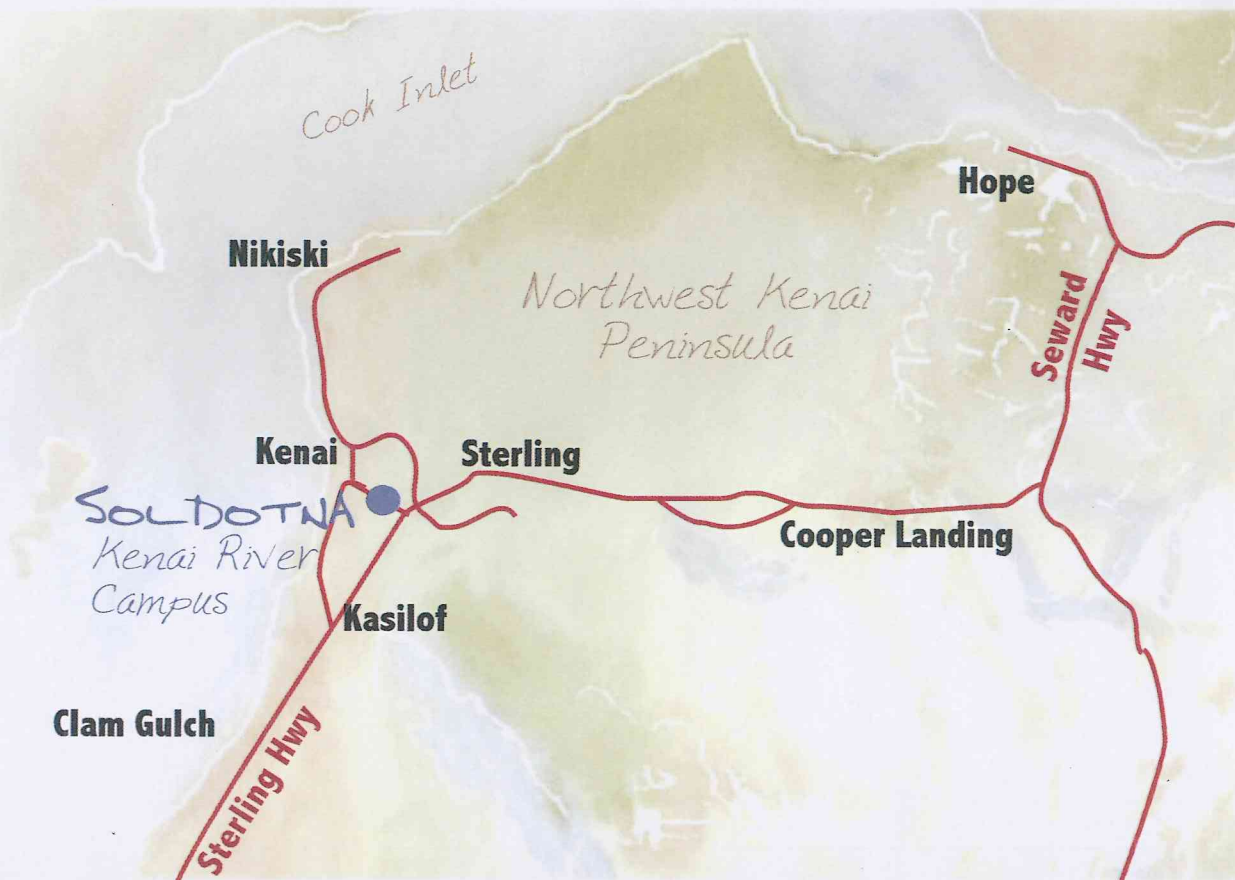 Cook Inlet
Hope
Nikiski
Northwest Kenai
Peninsula
Seward
Hwy
Kenai
Sterling
SOLDOTNA
Kenai River
Campus
Cooper Landing
Kasilof
Clam Gulch
Sterling Hwy